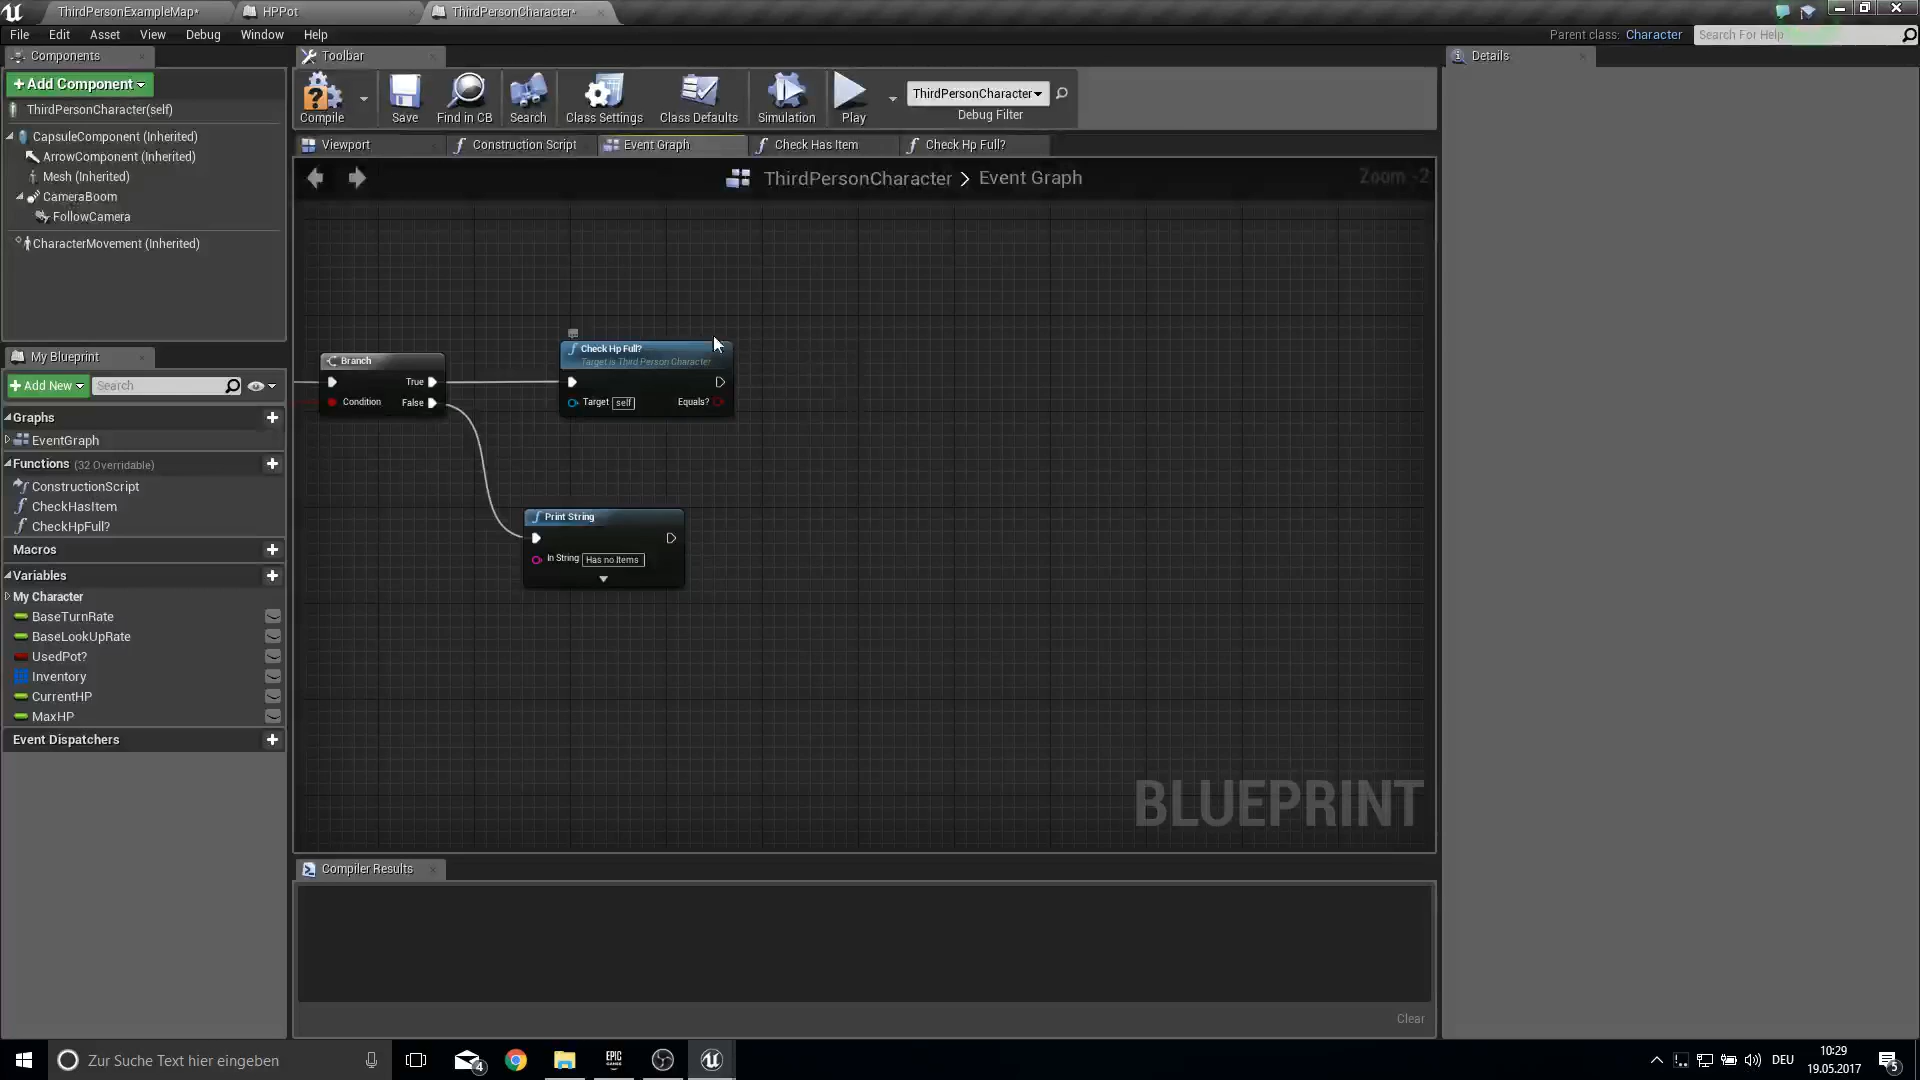 ThirdPersonExampleMap*
HPPot
ThirdPersonCharacter*
File Edit Asset View Debug Window Help
Parent class: Character
Search For Help
Components
+Add Component
ThirdPersonCharacter(self)
CapsuleComponent (Inherited)
ArrowComponent (Inherited)
Mesh (Inherited)
CameraBoom
FollowCamera
CharacterMovement (Inherited)
Toolbar
Compile
Save
Find in CB
Search
Class Settings
Class Defaults
Simulation
Play
ThirdPersonCharacter
Debug Filter
Details
Viewport
Construction Script
Event Graph
Check Has Item
Check Hp Full?
ThirdPersonCharacter > Event Graph
Zoom -2
Branch
True
Condition
False
Check Hp Full?
Target is Third Person Character
Target self
Equals?
Print String
In String Has no Items
BLUEPRINT
My Blueprint
+Add New
Search
Graphs
EventGraph
Functions (32 Overridable)
ConstructionScript
CheckHasItem
CheckHpFull?
Macros
Variables
My Character
BaseTurnRate
BaseLookUpRate
UsedPot?
Inventory
CurrentHP
MaxHP
Event Dispatchers
Compiler Results
Clear
Zur Suche Text hier eingeben
4
EPIC
GAMES
DEU
10:29
19.05.2017
5